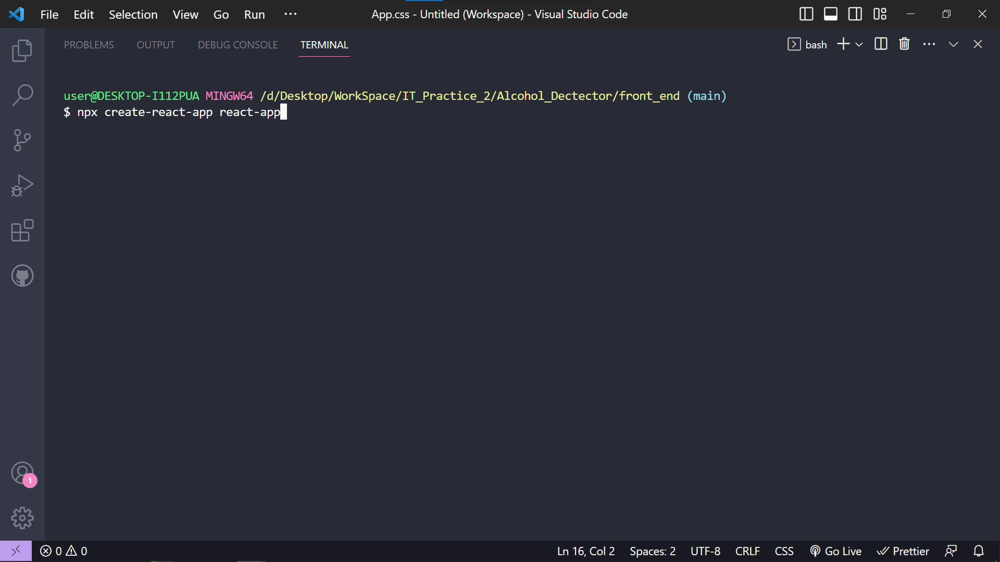 File Edit Selection View Go Run ··· App.css - Untitled (Workspace) - Visual Studio Code
PROBLEMS OUTPUT DEBUG CONSOLE TERMINAL bash
user@DESKTOP-I112PUA MINGW64 /d/Desktop/WorkSpace/IT_Practice_2/Alcohol_Dectector/front_end (main)
$ npx create-react-app react-app
1
0 0 Ln 16, Col 2 Spaces: 2 UTF-8 CRLF CSS Go Live Prettier